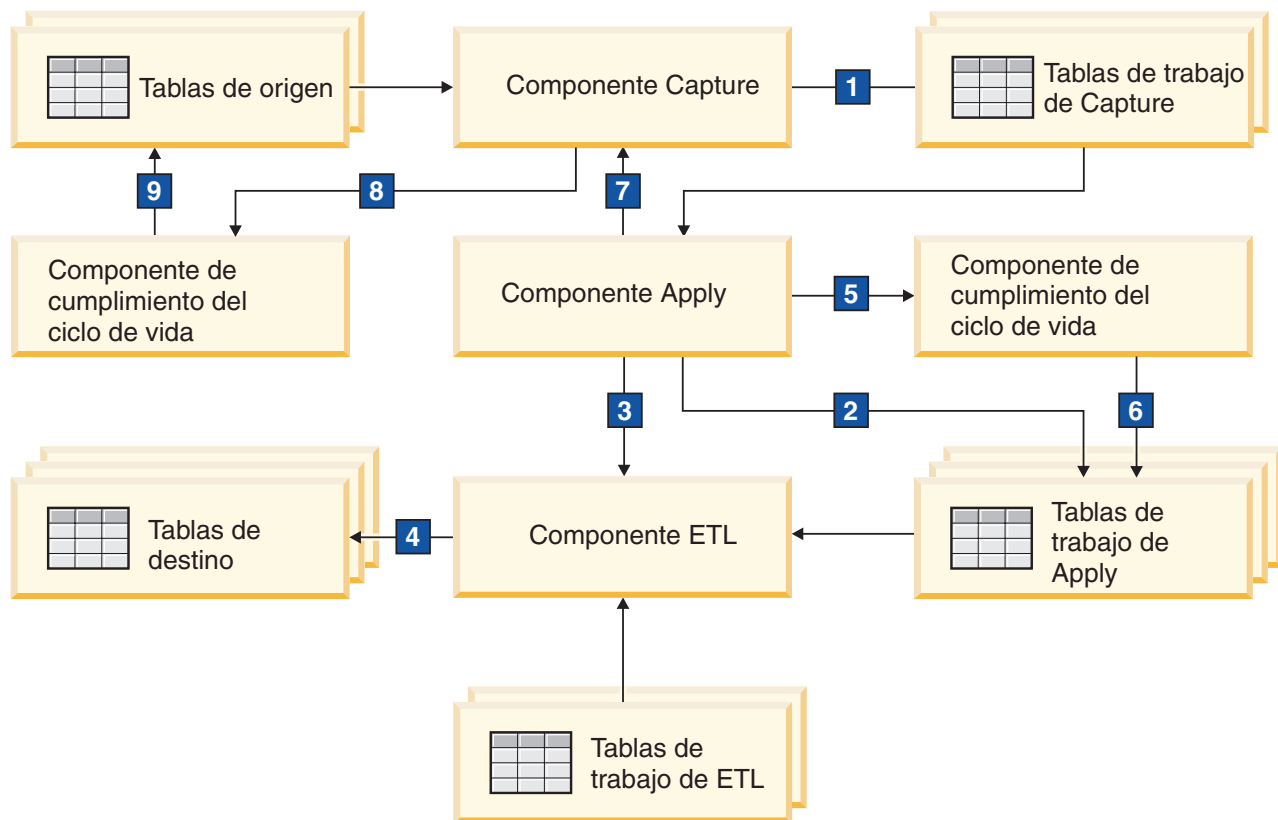 Tablas de origen
Componente Capture
1
Tablas de trabajo
de Capture
9
8
7
Componente de
cumplimiento del
ciclo de vida
Componente Apply
5
Componente de
cumplimiento del
ciclo de vida
3
2
6
Tablas de
destino
4
Componente ETL
Tablas de
trabajo de
Apply
Tablas de
trabajo de ETL